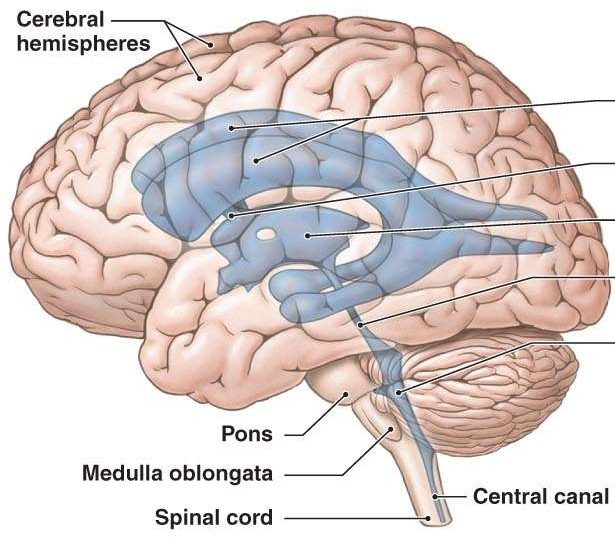 Cerebral
hemispheres
Pons
Medulla oblongata
Central canal
Spinal cord